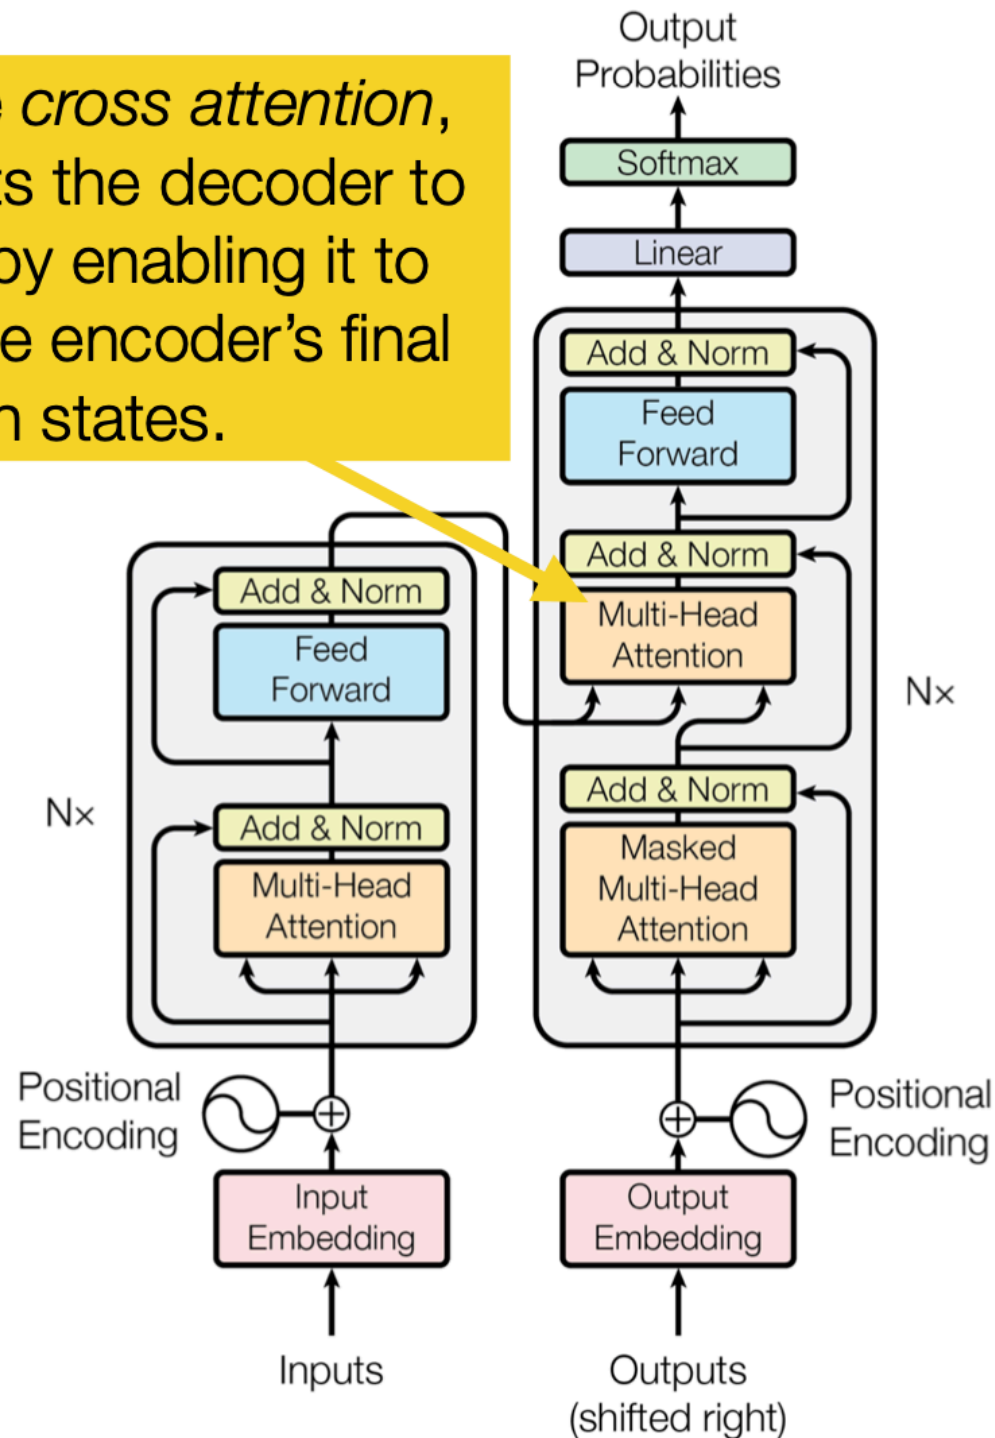 cross attention,
the decoder to
by enabling it to
encoder's final
states.
Output
Probabilities
Softmax
Linear
Add & Norm
Feed
Forward
Add & Norm
Multi-Head
Attention
Nx
Add & Norm
Masked
Multi-Head
Attention
Add & Norm
Feed
Forward
Nx
Add & Norm
Multi-Head
Attention
Positional
Encoding
Positional
Encoding
Input
Embedding
Output
Embedding
Inputs
Outputs
(shifted right)